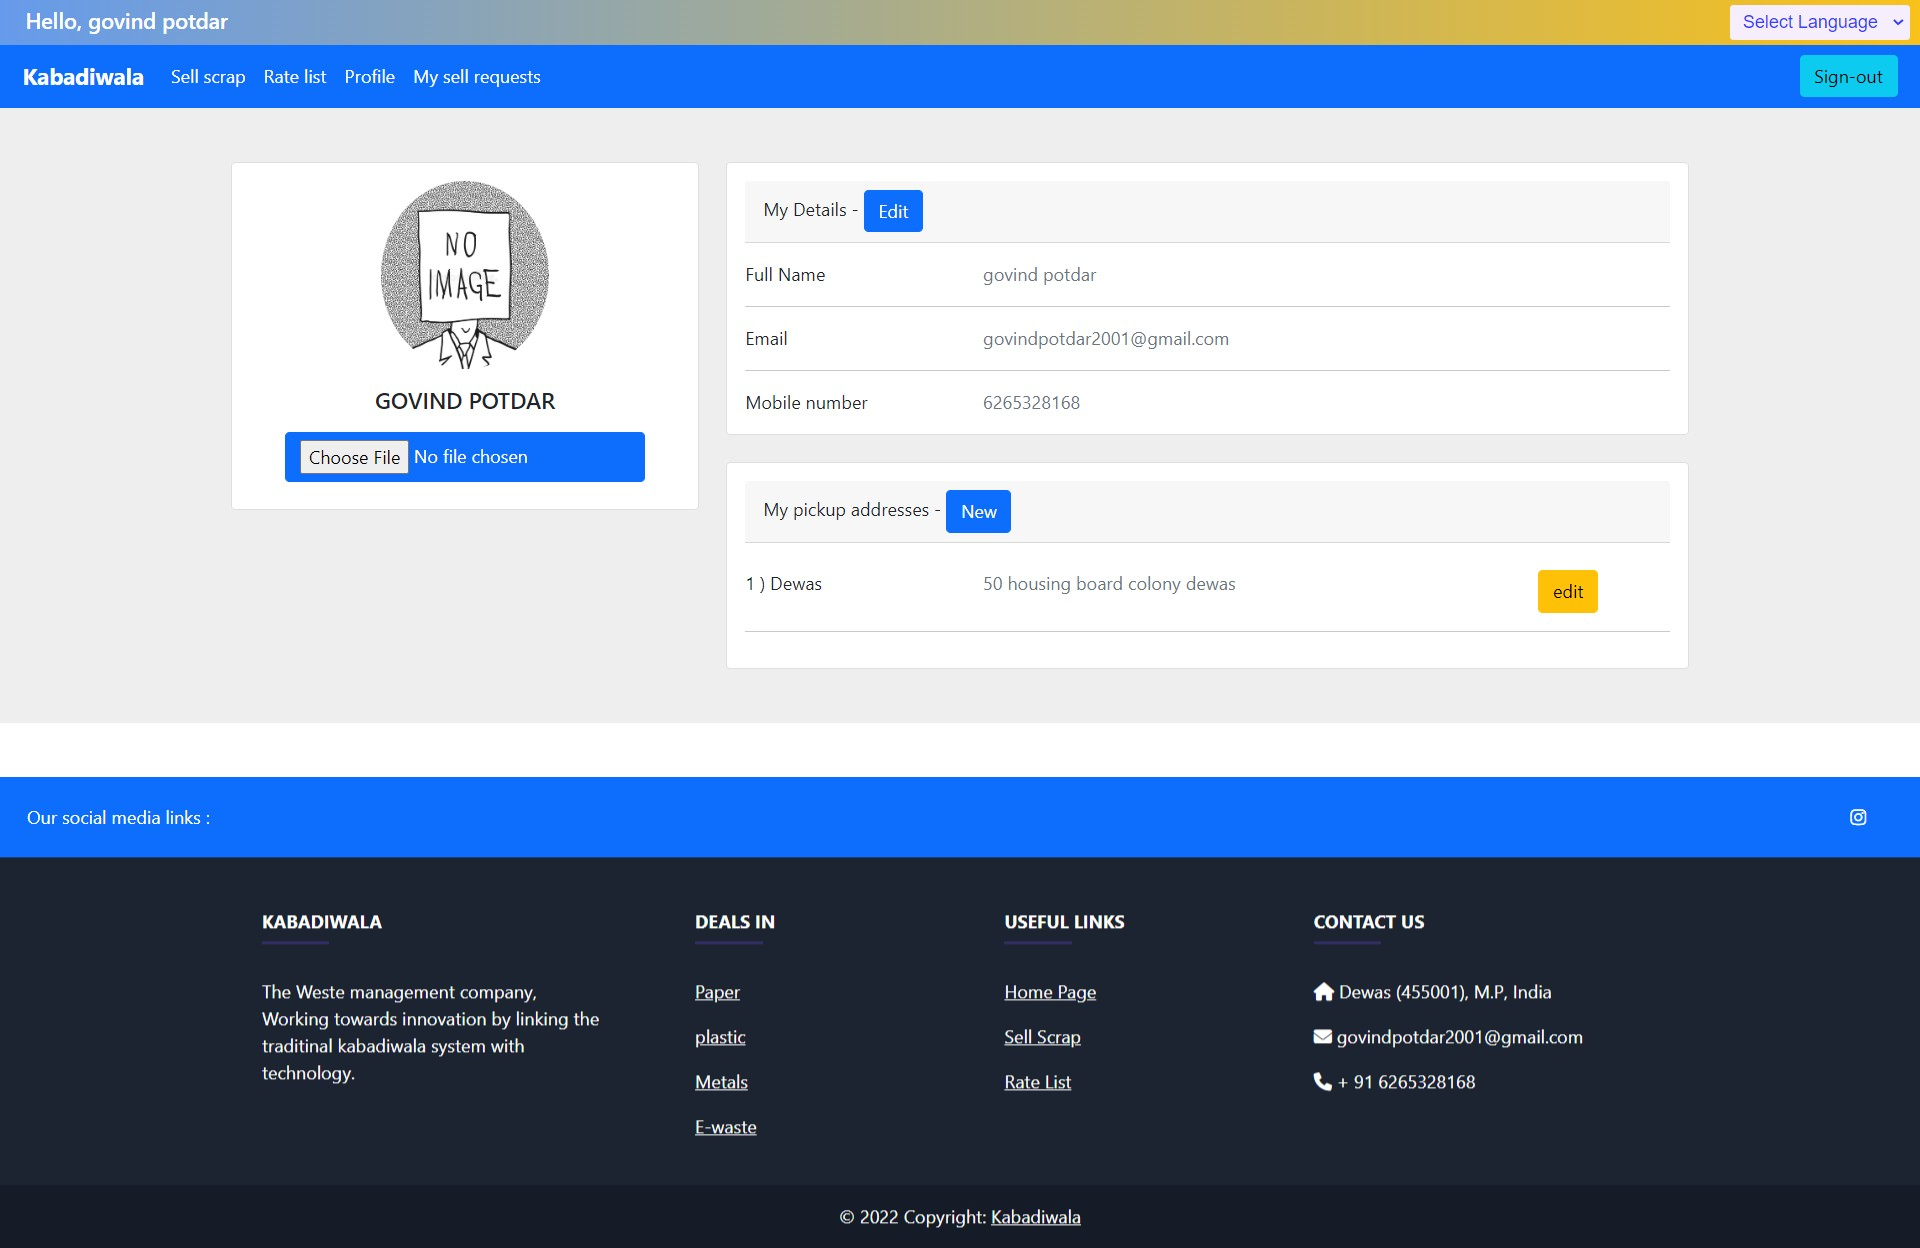 Hello, govind potdar
Select Language
Kabadiwala Sell scrap Rate list Profile My sell requests Sign-out
NO
IMAGE
GOVIND POTDAR
Choose File No file chosen
My Details - Edit
Full Name govind potdar
Email govindpotdar2001@gmail.com
Mobile number 6265328168
My pickup addresses - New
1 ) Dewas 50 housing board colony dewas edit
Our social media links :
KABADIWALA
The Weste management company,
Working towards innovation by linking the
traditinal kabadiwala system with
technology.
DEALS IN
Paper
plastic
Metals
E-waste
USEFUL LINKS
Home Page
Sell Scrap
Rate List
CONTACT US
Dewas (455001), M.P, India
govindpotdar2001@gmail.com
+ 91 6265328168
© 2022 Copyright: Kabadiwala